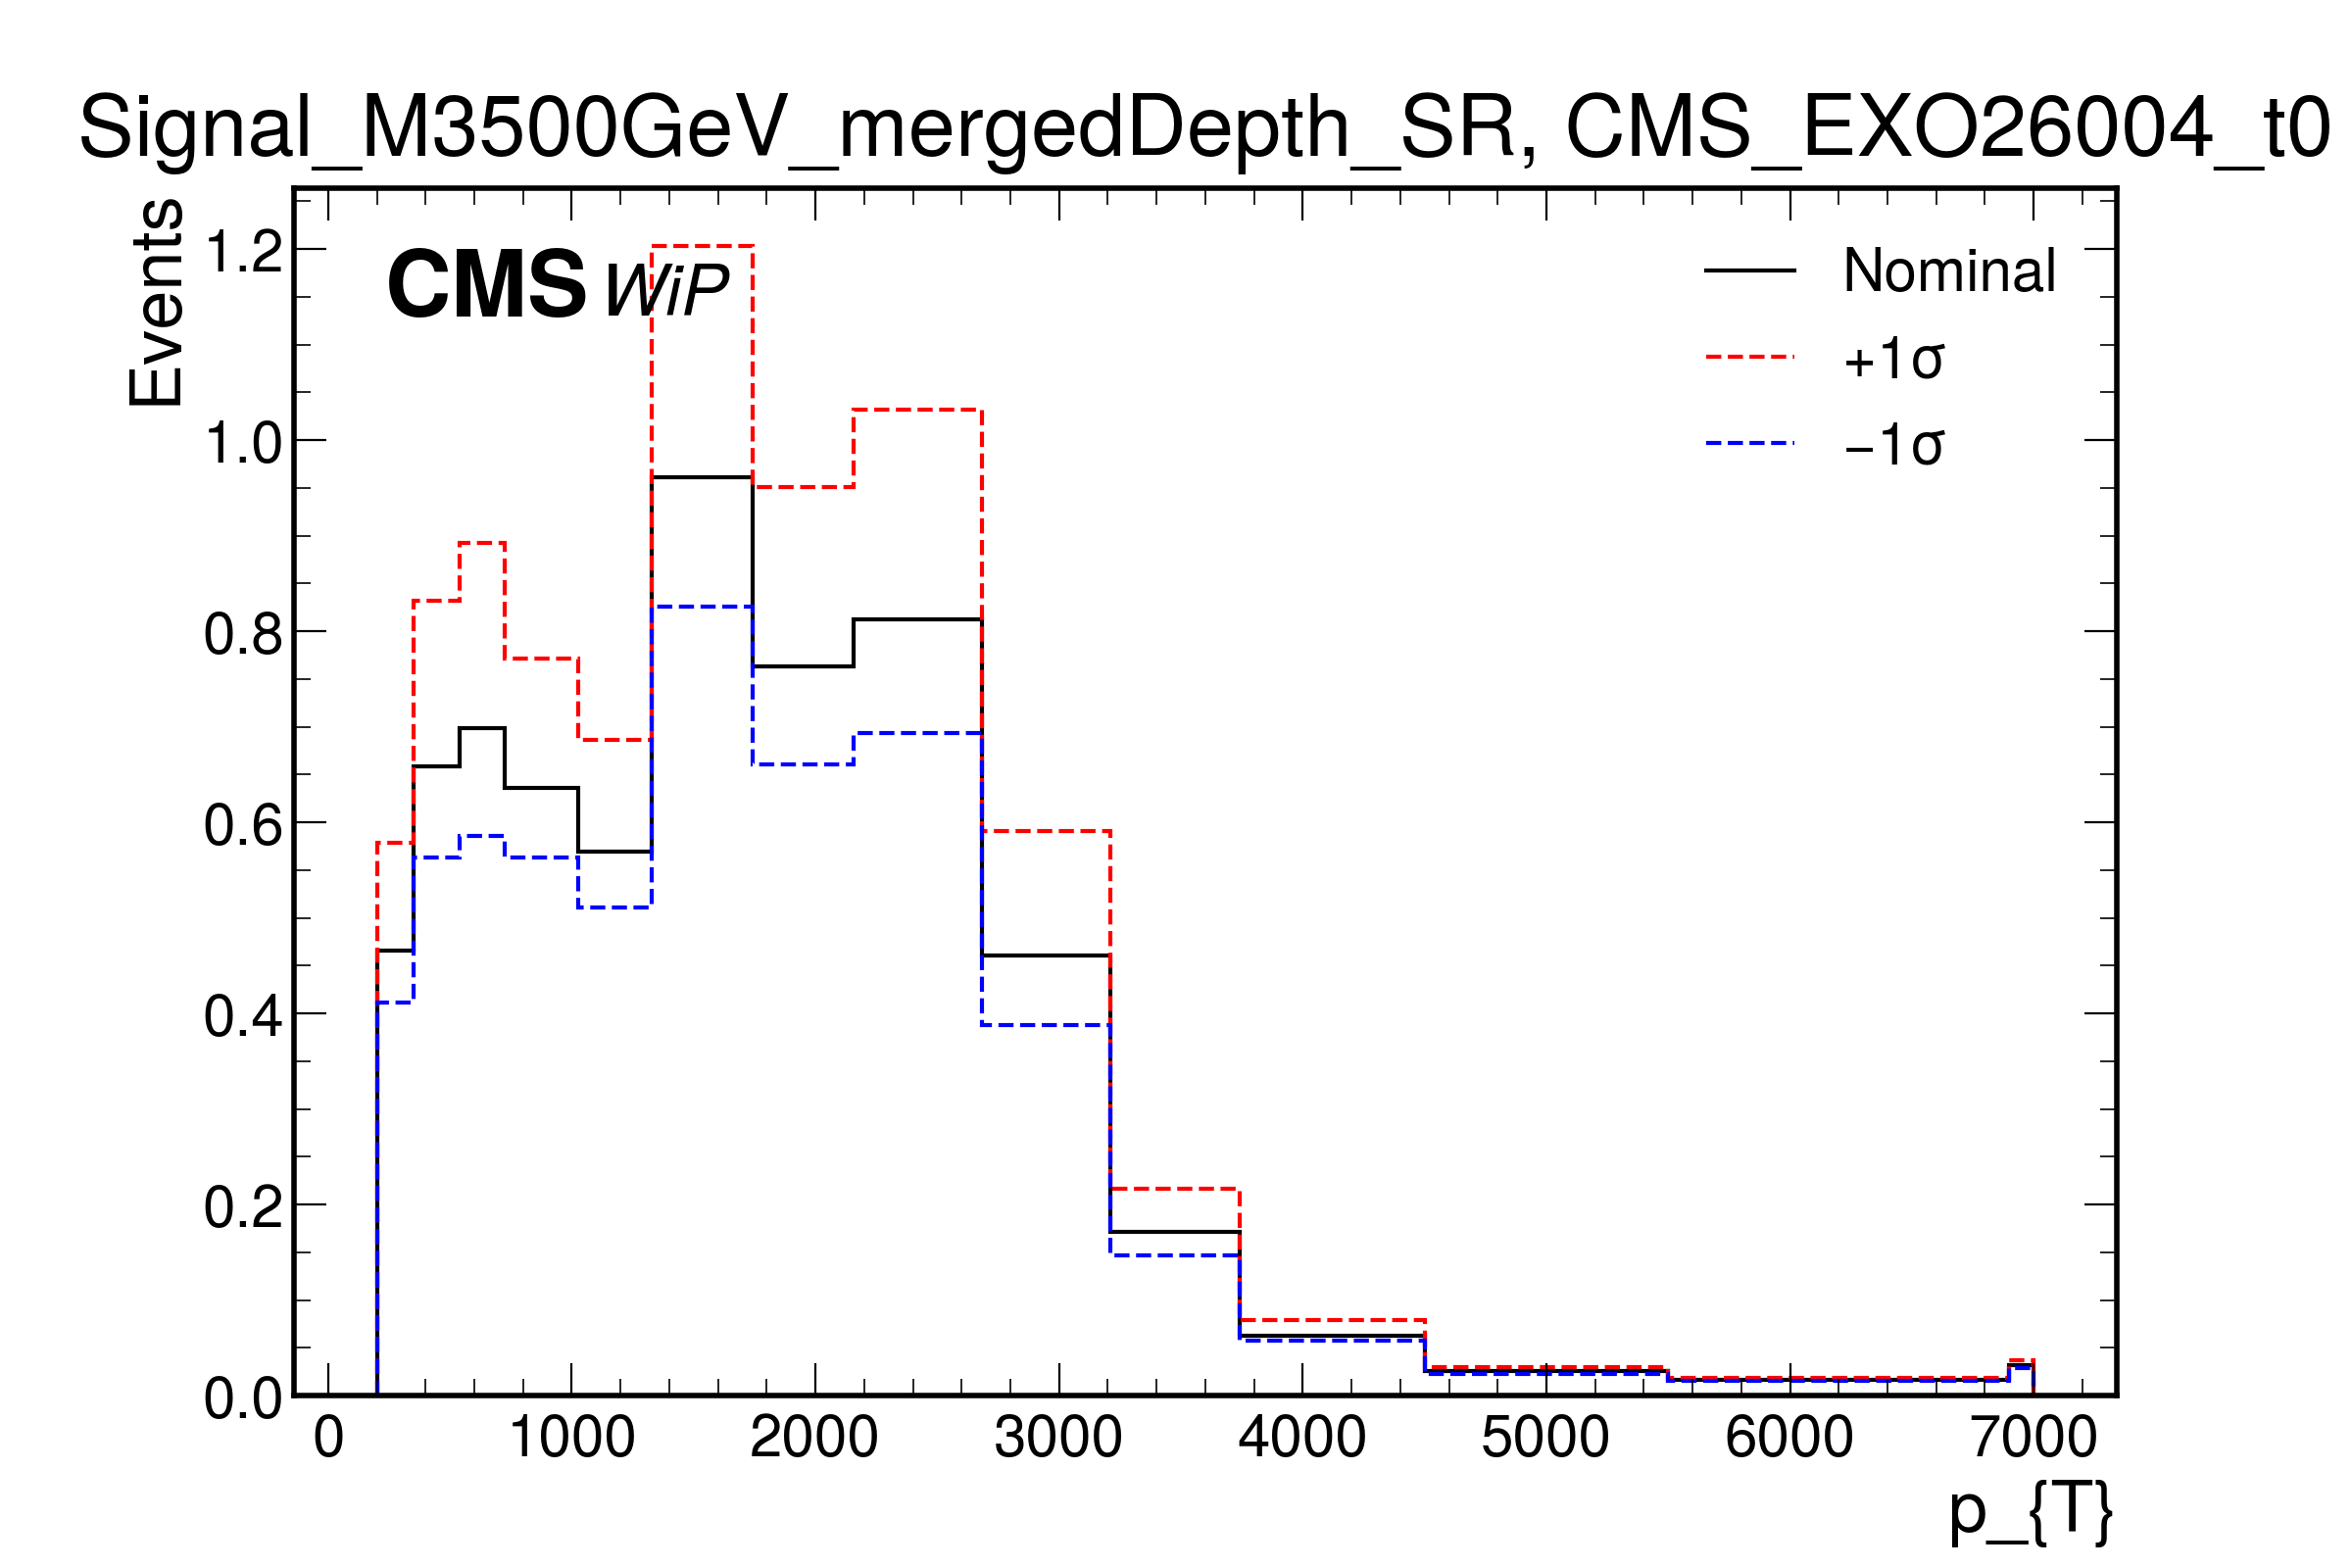 Signal_M3500GeV_mergedDepth_SR, CMS_EXO26004_t0
Events
CMS WiP
Nominal
+1σ
−1σ
1.2
1.0
0.8
0.6
0.4
0.2
0.0
0 1000 2000 3000 4000 5000 6000 7000
p_{T}